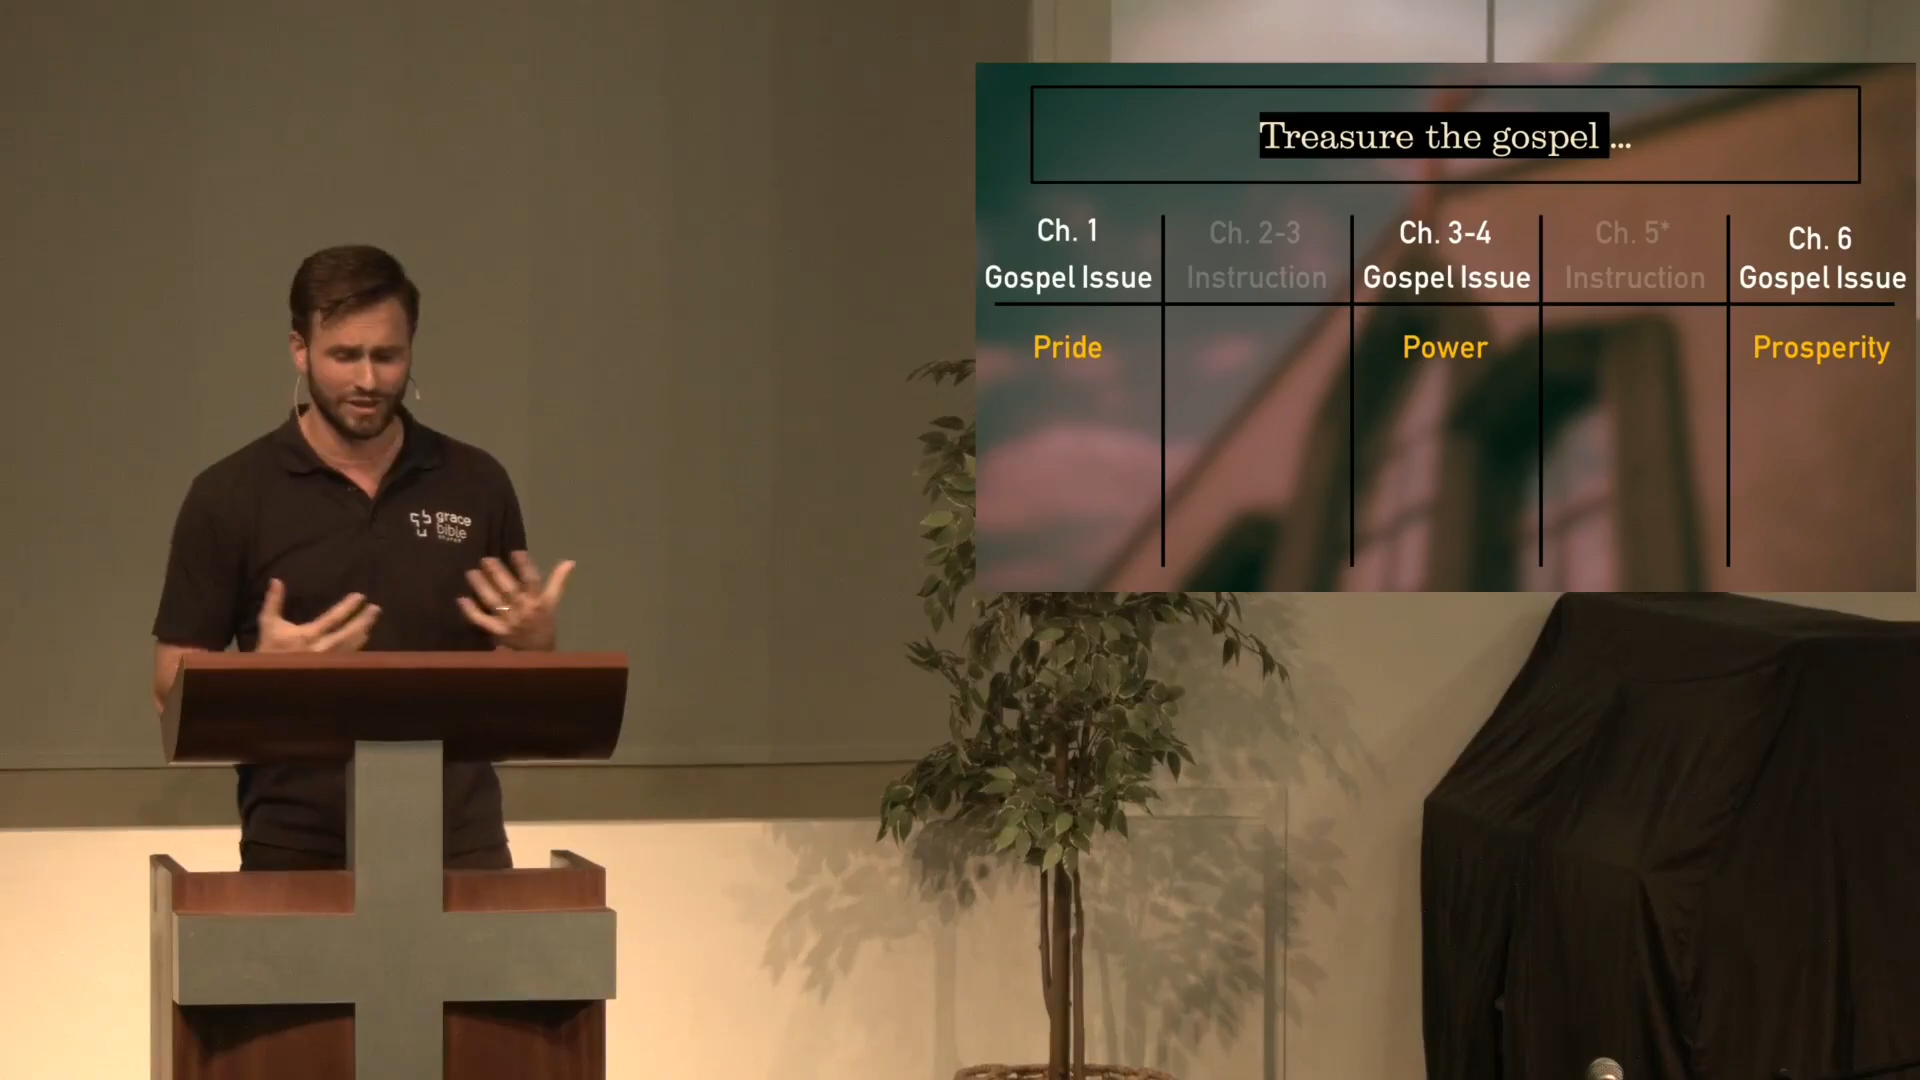 Treasure the gospel ...
Ch. 1
Gospel Issue
Ch. 2-3
Instruction
Ch. 3-4
Gospel Issue
Ch. 5*
Instruction
Ch. 6
Gospel Issue
Pride
Power
Prosperity
grace
bible